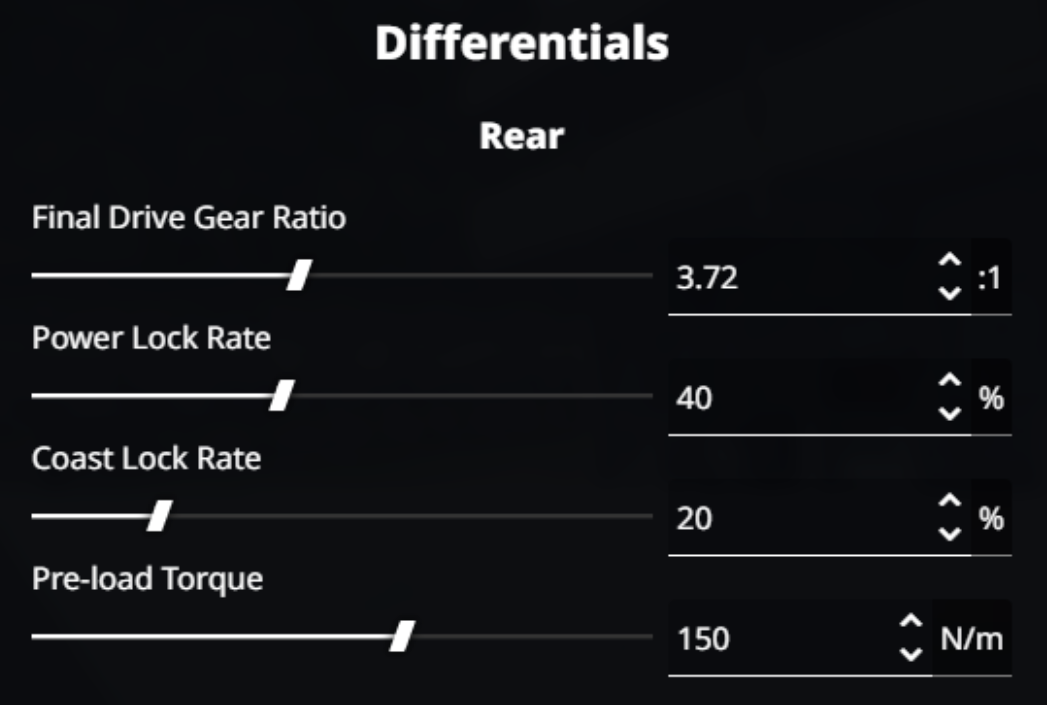 Differentials
Rear
Final Drive Gear Ratio
3.72 :1
Power Lock Rate
40 %
Coast Lock Rate
20 %
Pre-load Torque
150 N/m